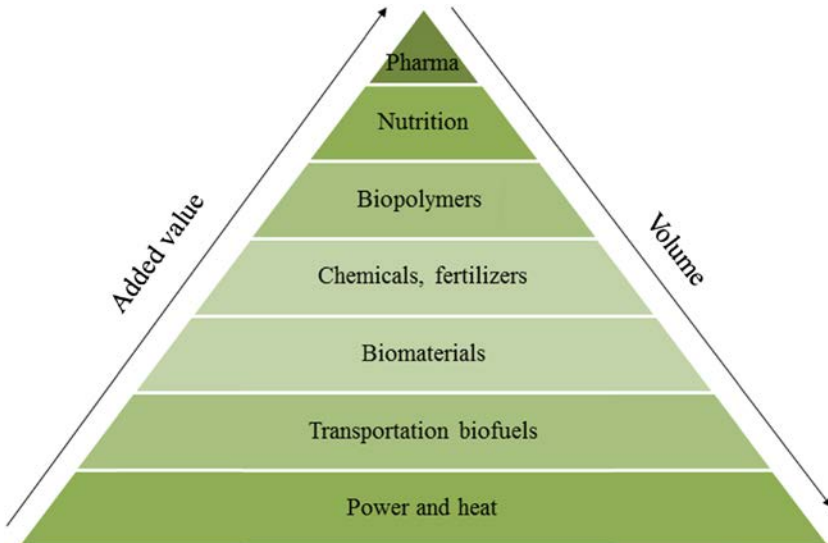 Pharma
Nutrition
Biopolymers
Chemicals, fertilizers
Biomaterials
Transportation biofuels
Power and heat
Added value
Volume